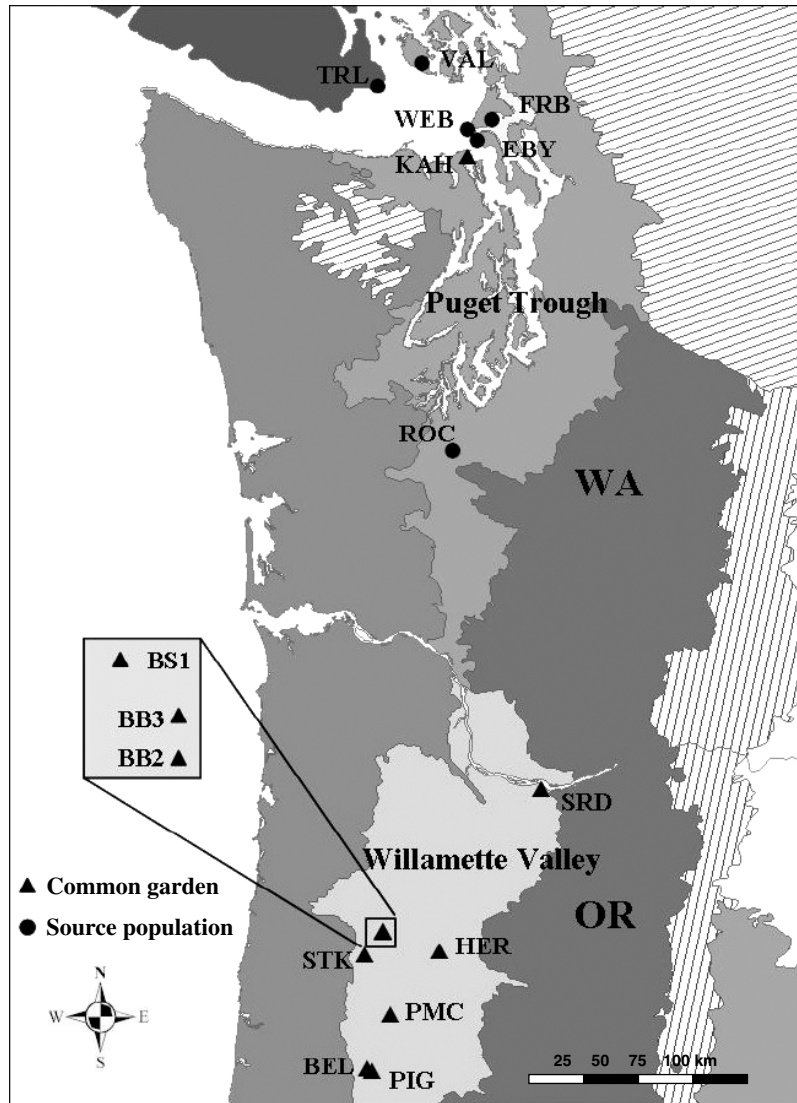 VAL
TRL
FRB
WEB
EBY
KAH
Puget Trough
ROC
WA
BS1
BB3
BB2
SRD
Willamette Valley
Common garden
OR
Source population
HER
STK
N
W E
S
PMC
25 50 75 100 km
BEL
PIG